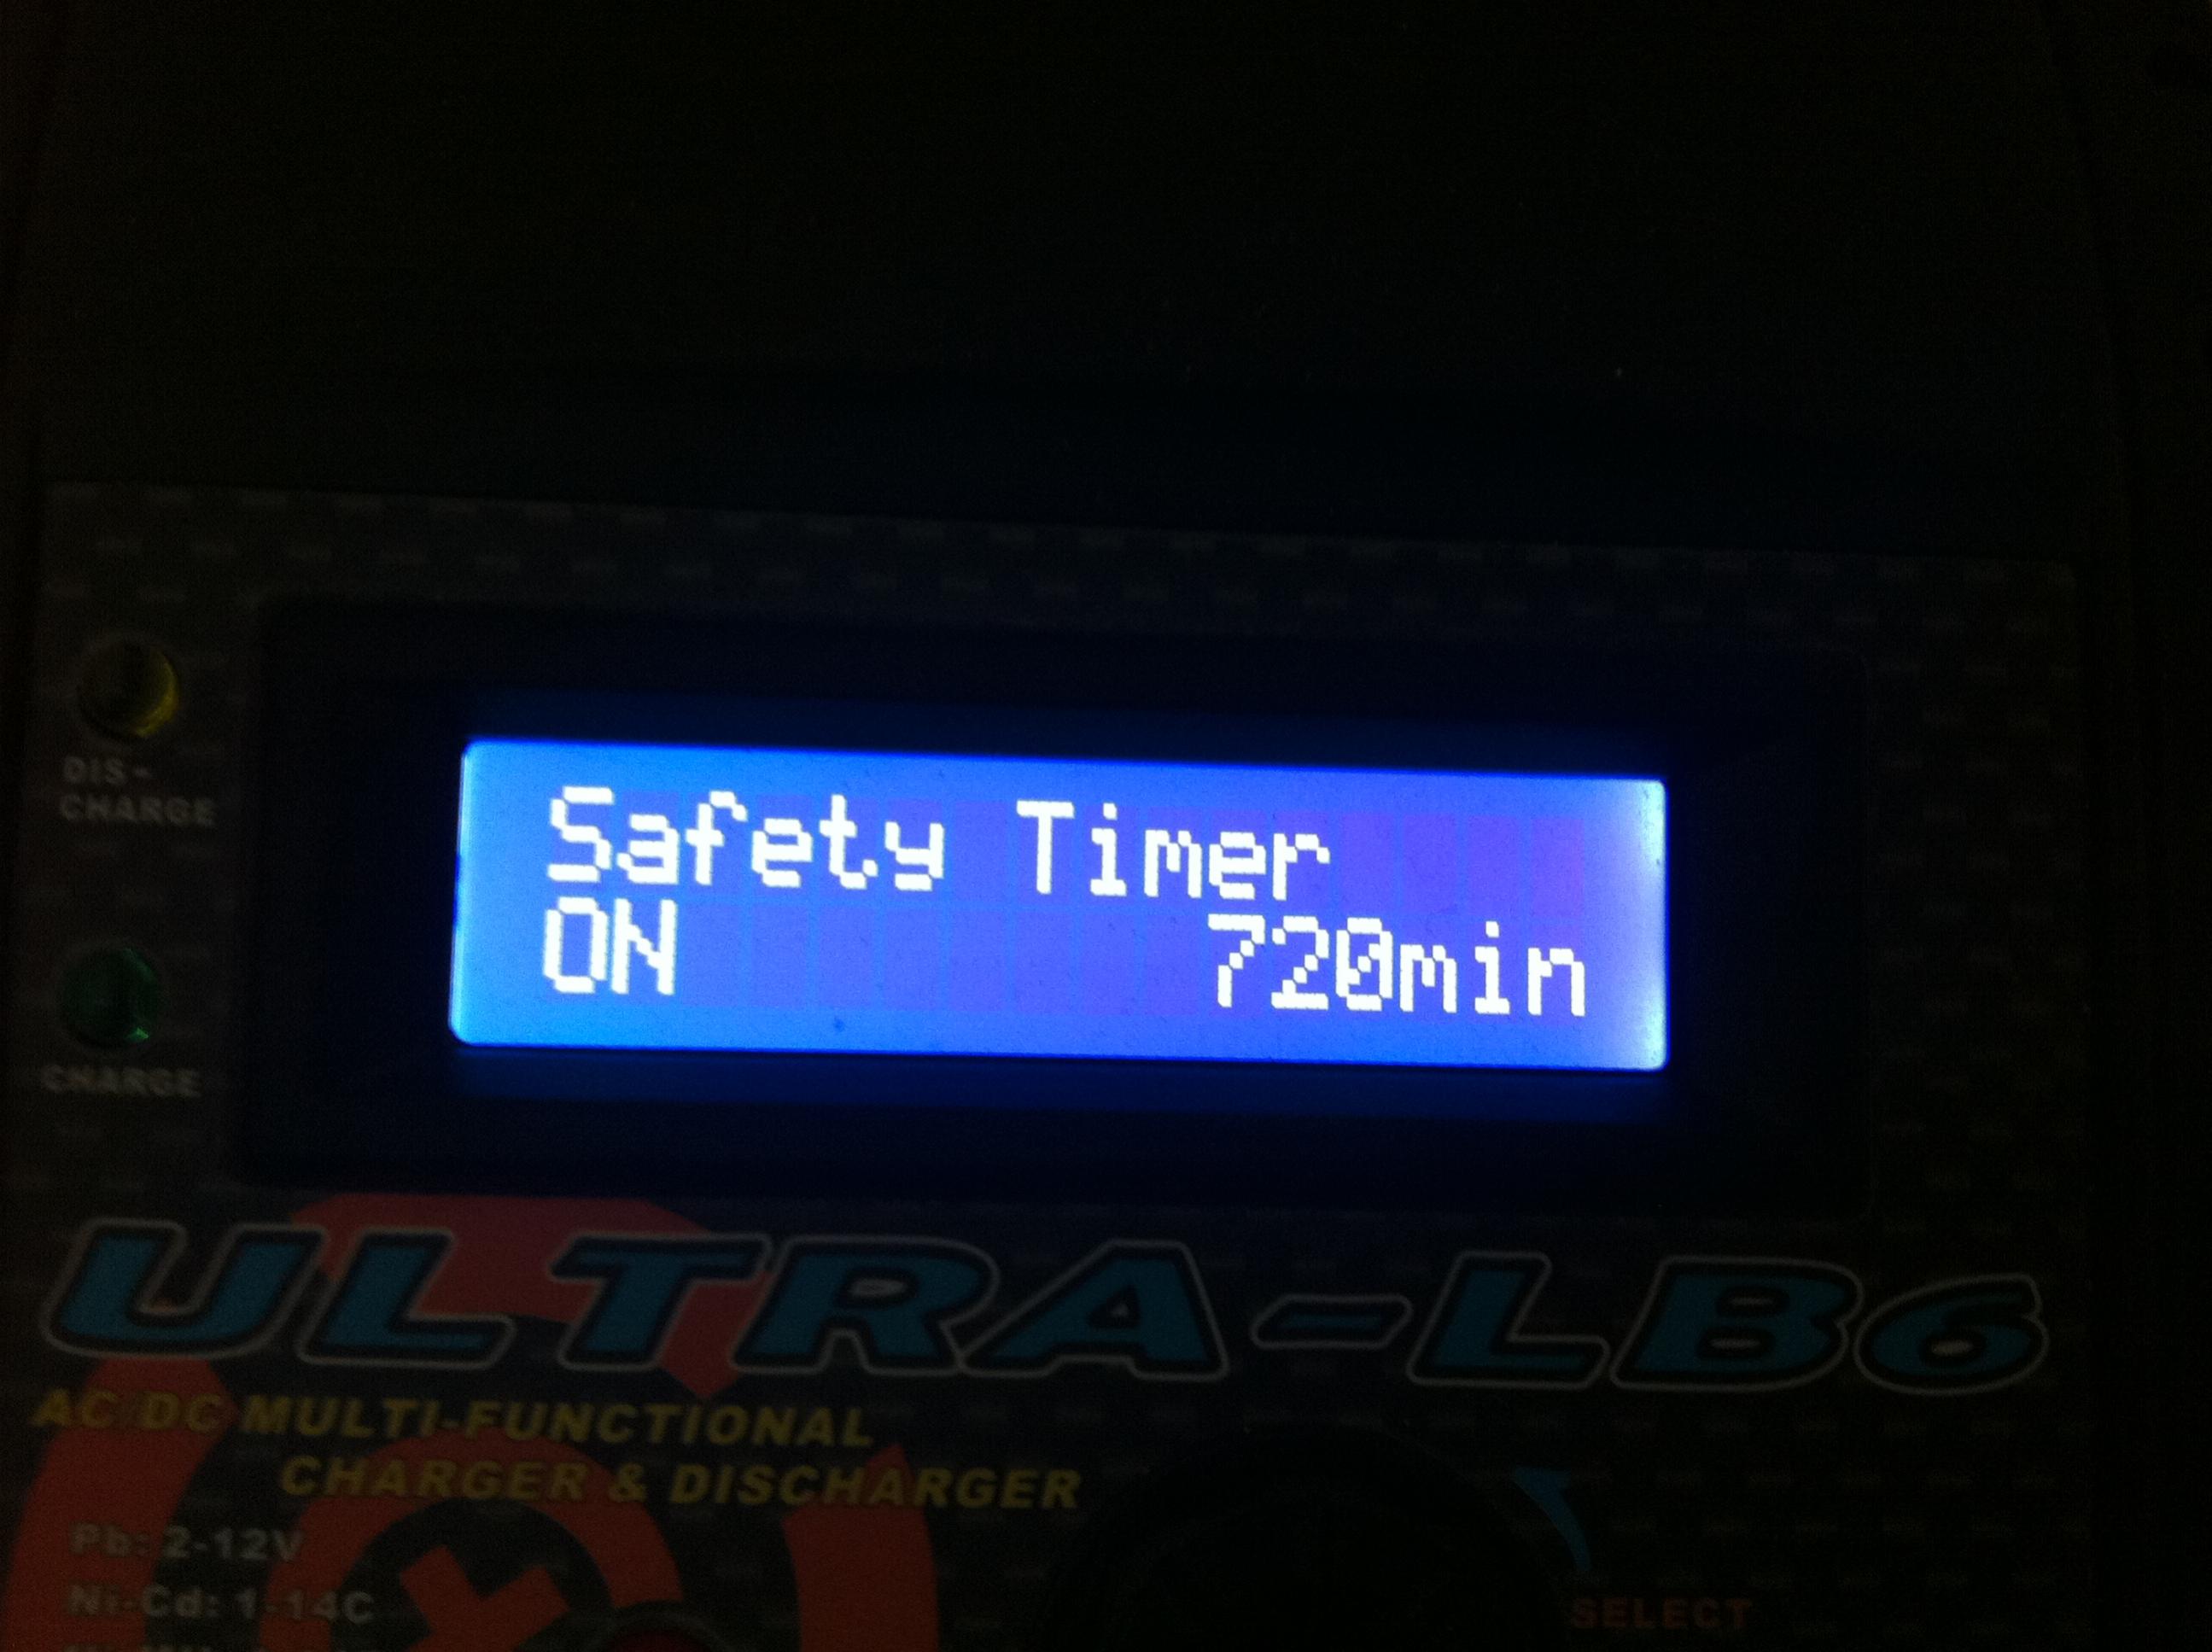 Safety Timer
ON 720min
DIS-
CHARGE
CHARGE
ULTRA-LB6
AC/DC MULTI-FUNCTIONAL
CHARGER & DISCHARGER
Pb: 2-12V
Ni-Cd: 1-14C
SELECT